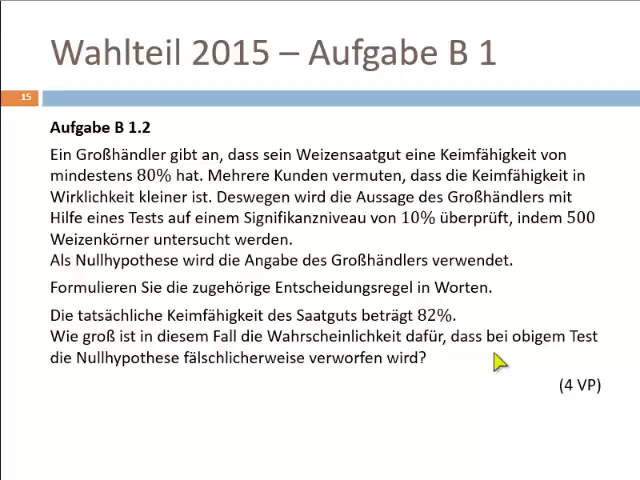 Wahlteil 2015 – Aufgabe B 1
15
Aufgabe B 1.2
Ein Großhändler gibt an, dass sein Weizensaatgut eine Keimfähigkeit von
mindestens 80% hat. Mehrere Kunden vermuten, dass die Keimfähigkeit in
Wirklichkeit kleiner ist. Deswegen wird die Aussage des Großhändlers mit
Hilfe eines Tests auf einem Signifikanzniveau von 10% überprüft, indem 500
Weizenkörner untersucht werden.
Als Nullhypothese wird die Angabe des Großhändlers verwendet.
Formulieren Sie die zugehörige Entscheidungsregel in Worten.
Die tatsächliche Keimfähigkeit des Saatguts beträgt 82%.
Wie groß ist in diesem Fall die Wahrscheinlichkeit dafür, dass bei obigem Test
die Nullhypothese fälschlicherweise verworfen wird?
(4 VP)